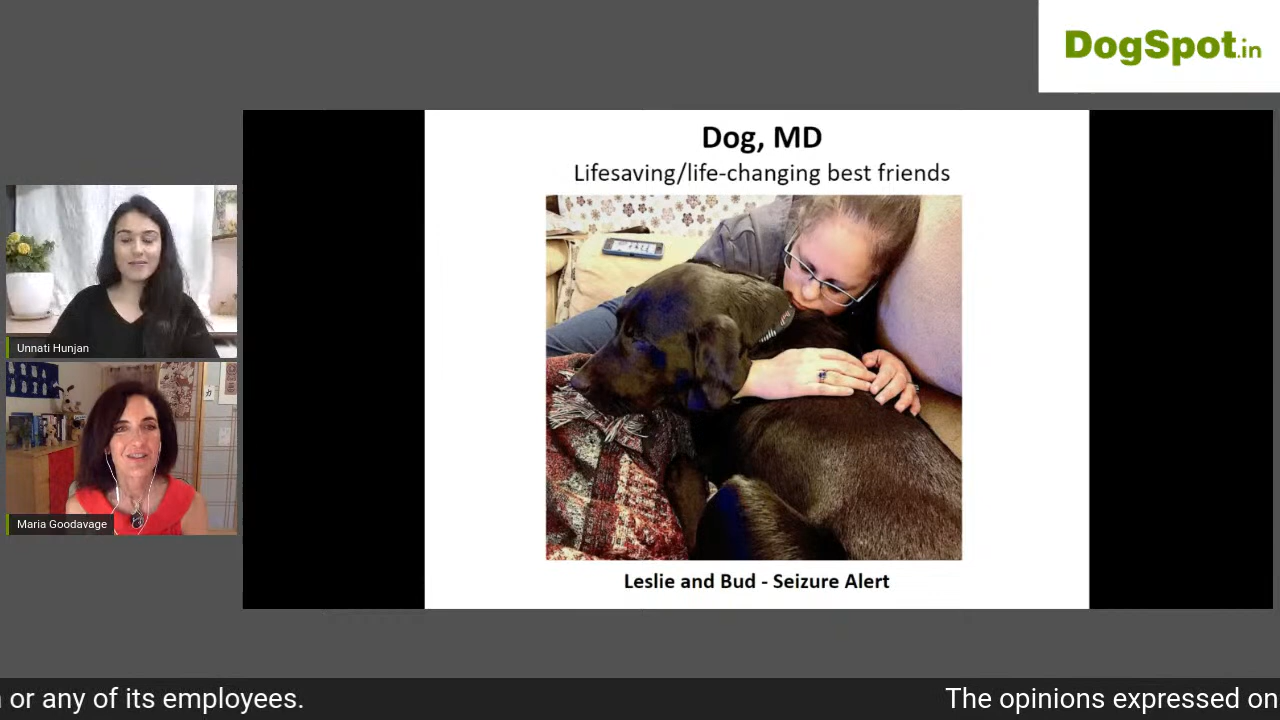 DogSpot.in
Dog, MD
Lifesaving/life-changing best friends
Unnati Hunjan
Maria Goodavage
Leslie and Bud - Seizure Alert
or any of its employees.
The opinions expressed on